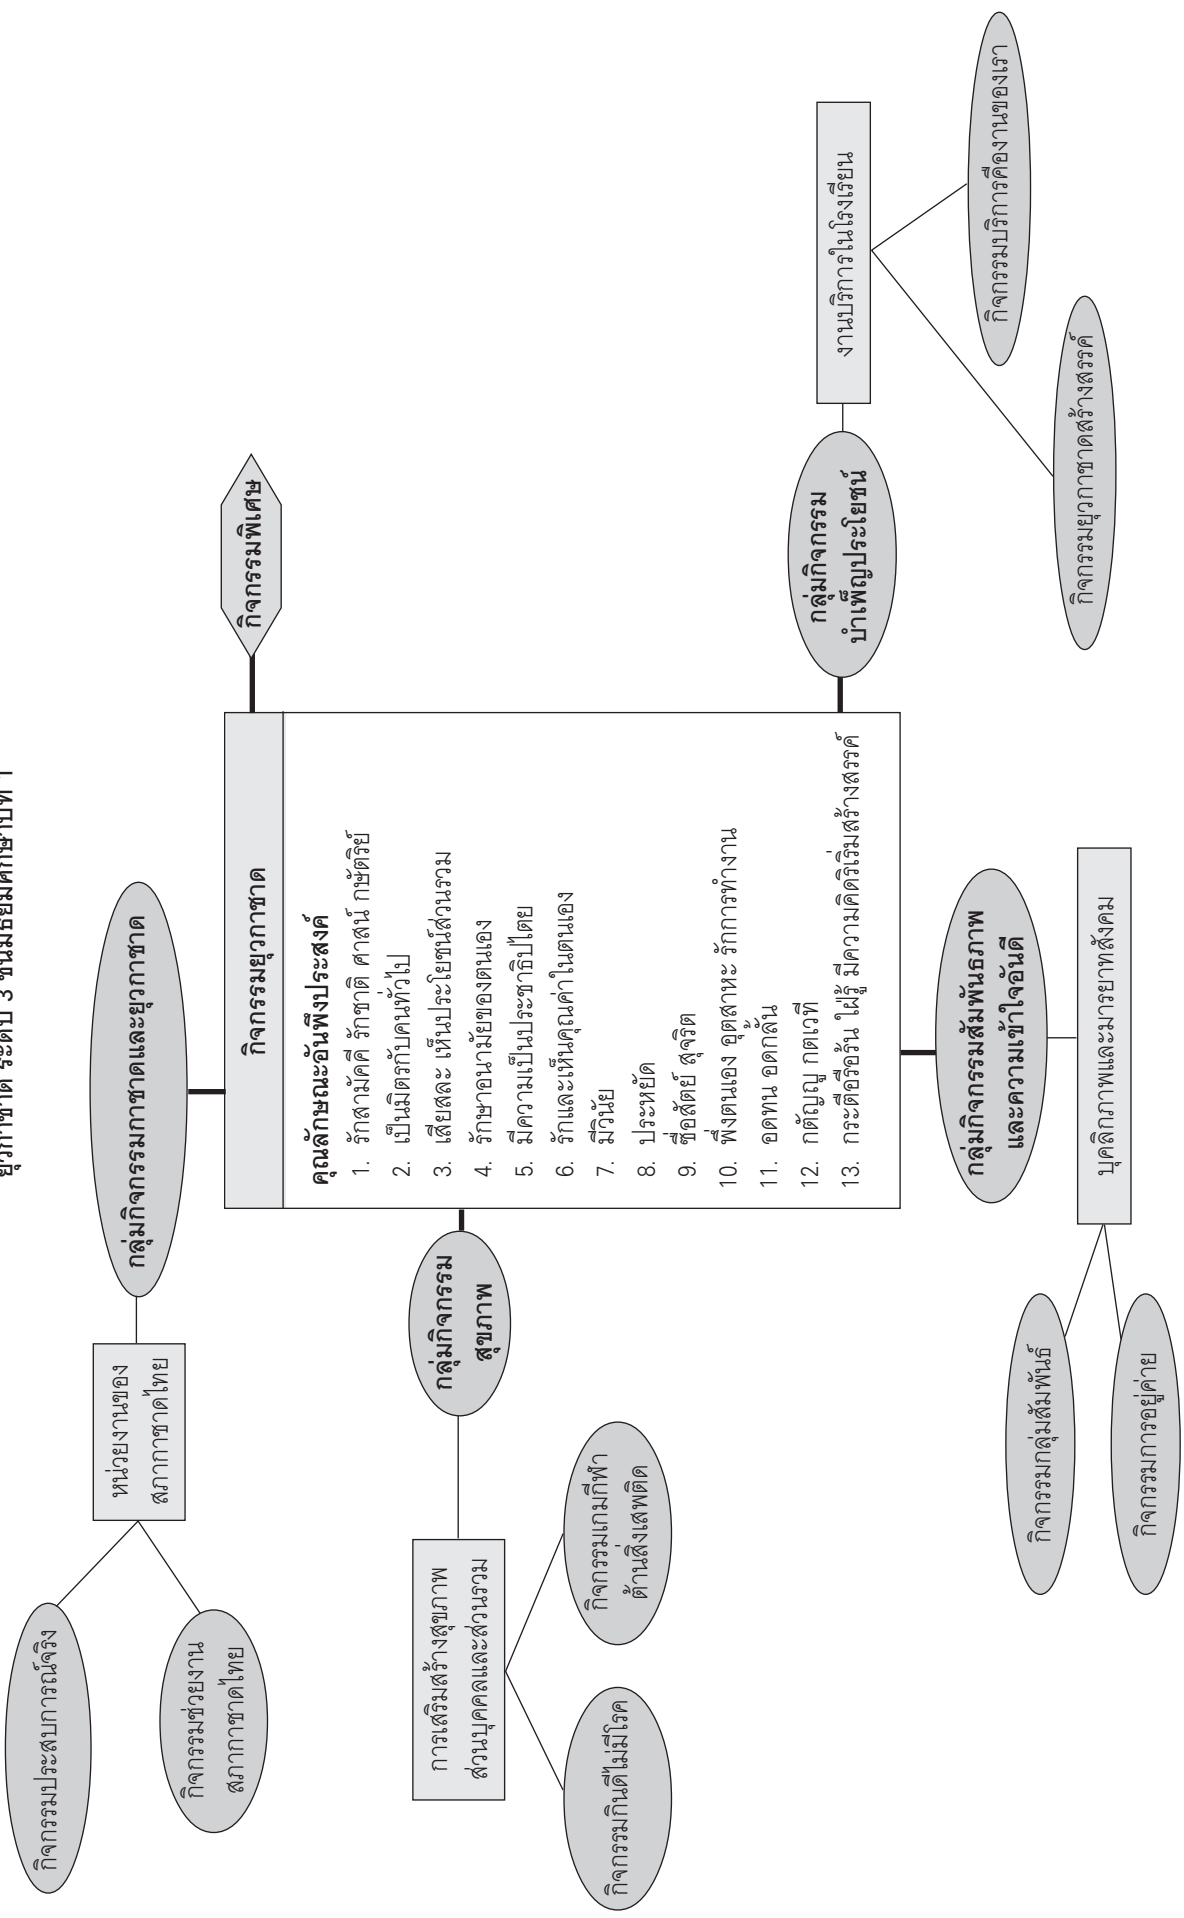 ยุวกาชาด ระดับ 3 ชั้นมัธยมศึกษาปีที่ 1
กิจกรรมประสบการณ์จริง
กิจกรรมช่วยงาน
สภากาชาดไทย
หน่วยงานของ
สภากาชาดไทย
กลุ่มกิจกรรมกาชาดและยุวกาชาด
กิจกรรมพิเศษ
กิจกรรมยุวกาชาด
คุณลักษณะอันพึงประสงค์
1. รักสามัคคี รักชาติ ศาสน์ กษัตริย์
2. เป็นมิตรกับคนทั่วไป
3. เสียสละ เห็นประโยชน์ส่วนรวม
4. รักษาอนามัยของตนเอง
5. มีความเป็นประชาธิปไตย
6. รักและเห็นคุณค่าในตนเอง
7. มีวินัย
8. ประหยัด
9. ซื่อสัตย์ สุจริต
10. พึ่งตนเอง อุตสาหะ รักการทำงาน
11. อดทน อดกลั้น
12. กตัญญู กตเวที
13. กระตือรือร้น ใฝ่รู้ มีความคิดริเริ่มสร้างสรรค์
กลุ่มกิจกรรม
สุขภาพ
การเสริมสร้างสุขภาพ
ส่วนบุคคลและส่วนรวม
กิจกรรมกินดีไม่มีโรค
กิจกรรมเกมกีฬา
ต้านสิ่งเสพติด
กลุ่มกิจกรรม
บำเพ็ญประโยชน์
งานบริการในโรงเรียน
กิจกรรมยุวกาชาดสร้างสรรค์
กิจกรรมบริการคืองานของเรา
กลุ่มกิจกรรมสัมพันธภาพ
และความเข้าใจอันดี
บุคลิกภาพและมารยาทสังคม
กิจกรรมกลุ่มสัมพันธ์
กิจกรรมการอยู่ค่าย